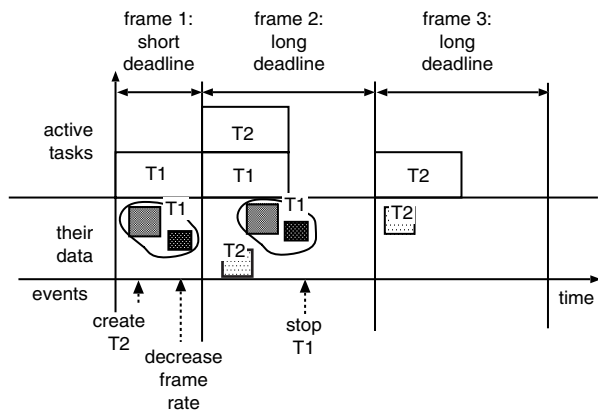 frame 1:
short
deadline
frame 2:
long
deadline
frame 3:
long
deadline
active
tasks
T2
T1
T1
T2
their
data
T1
T2
T1
T2
events
time
create
T2
decrease
frame
rate
stop
T1